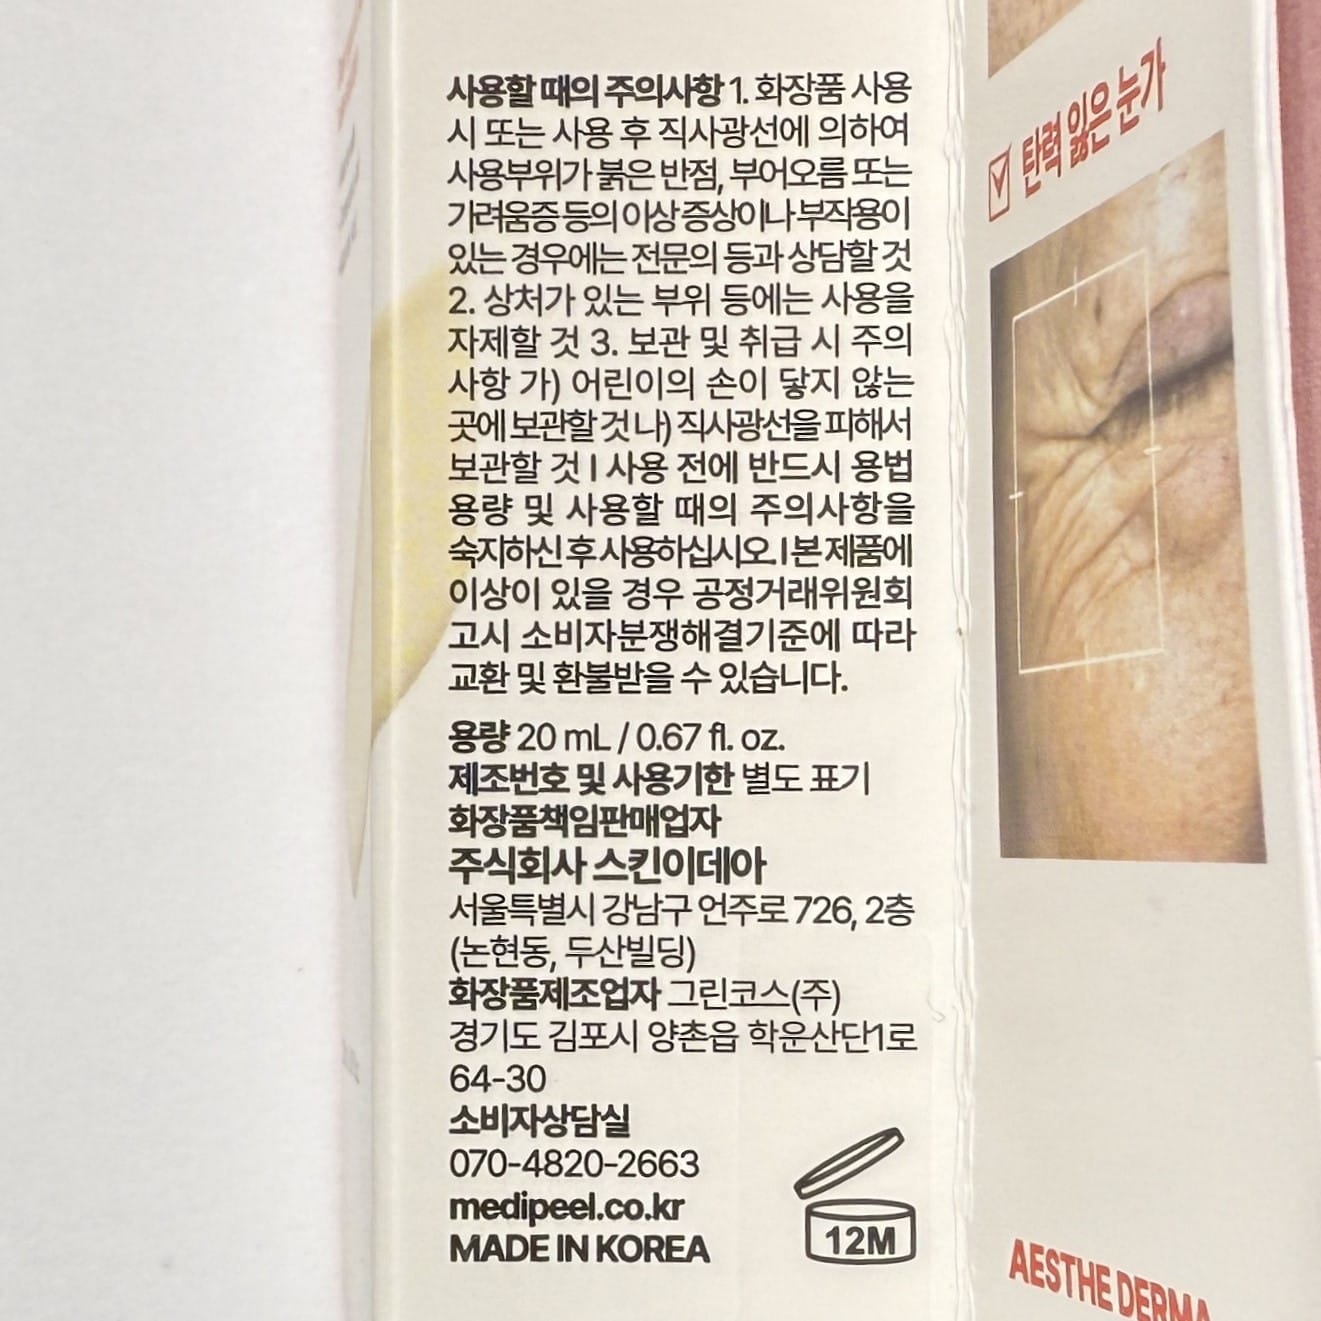 사용할 때의 주의사항 1. 화장품 사용
시 또는 사용 후 직사광선에 의하여
사용부위가 붉은 반점, 부어오름 또는
가려움증 등의 이상 증상이나 부작용이
있는 경우에는 전문의 등과 상담할 것
2. 상처가 있는 부위 등에는 사용을
자제할 것 3. 보관 및 취급 시 주의
사항 가) 어린이의 손이 닿지 않는
곳에 보관할 것 나) 직사광선을 피해서
보관할 것 l 사용 전에 반드시 용법
용량 및 사용할 때의 주의사항을
숙지하신 후 사용하십시오. l 본 제품에
이상이 있을 경우 공정거래위원회
고시 소비자분쟁해결기준에 따라
교환 및 환불받을 수 있습니다.
용량 20 mL / 0.67 fl. oz.
제조번호 및 사용기한 별도 표기
화장품책임판매업자
주식회사 스킨이데아
서울특별시 강남구 언주로 726, 2층
(논현동, 두산빌딩)
화장품제조업자 그린코스(주)
경기도 김포시 양촌읍 학운산단1로
64-30
소비자상담실
070-4820-2663
medipeel.co.kr
MADE IN KOREA
12M
탄력 잃은 눈가
AESTHE DERMA